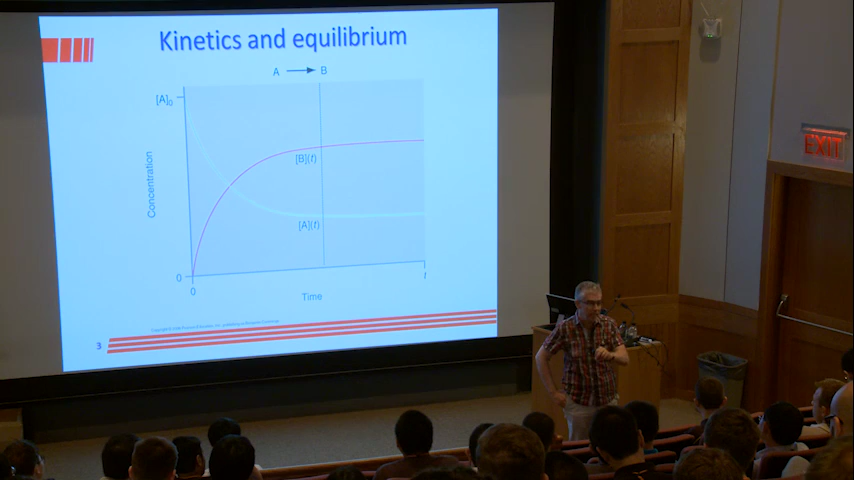 Kinetics and equilibrium
A → B
[A]₀
[B](t)
Concentration
[A](t)
0
0
t
Time
3
EXIT